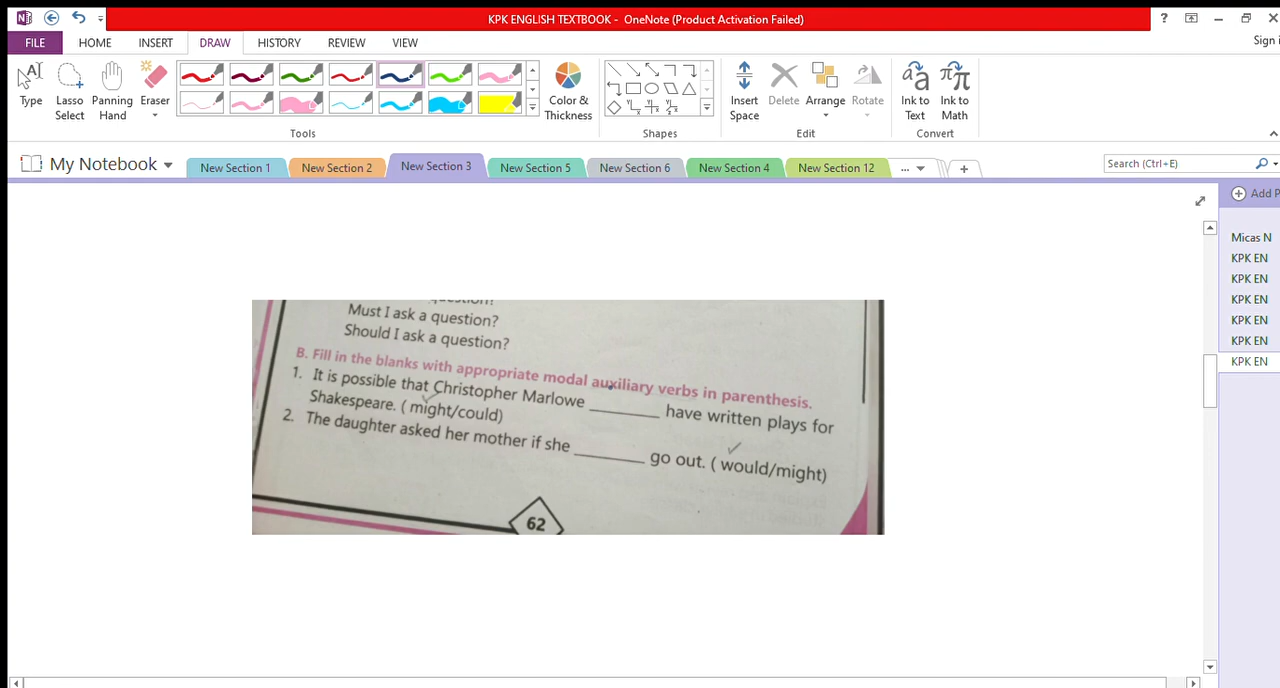 KPK ENGLISH TEXTBOOK - OneNote (Product Activation Failed)
?
FILE HOME INSERT DRAW HISTORY REVIEW VIEW
Sign i
Type
Lasso Select
Panning Hand
Eraser
Color & Thickness
Insert Space
Delete
Arrange
Rotate
Ink to Text
Ink to Math
Tools
Shapes
Edit
Convert
My Notebook
New Section 1 New Section 2 New Section 3 New Section 5 New Section 6 New Section 4 New Section 12 ...
Search (Ctrl+E)
Add P
Micas N
KPK EN
KPK EN
KPK EN
KPK EN
KPK EN
KPK EN
Must I ask a question?
Should I ask a question?
B. Fill in the blanks with appropriate modal auxiliary verbs in parenthesis.
1. It is possible that Christopher Marlowe ________ have written plays for
Shakespeare. ( might/could)
2. The daughter asked her mother if she ________ go out. ( would/might)
62